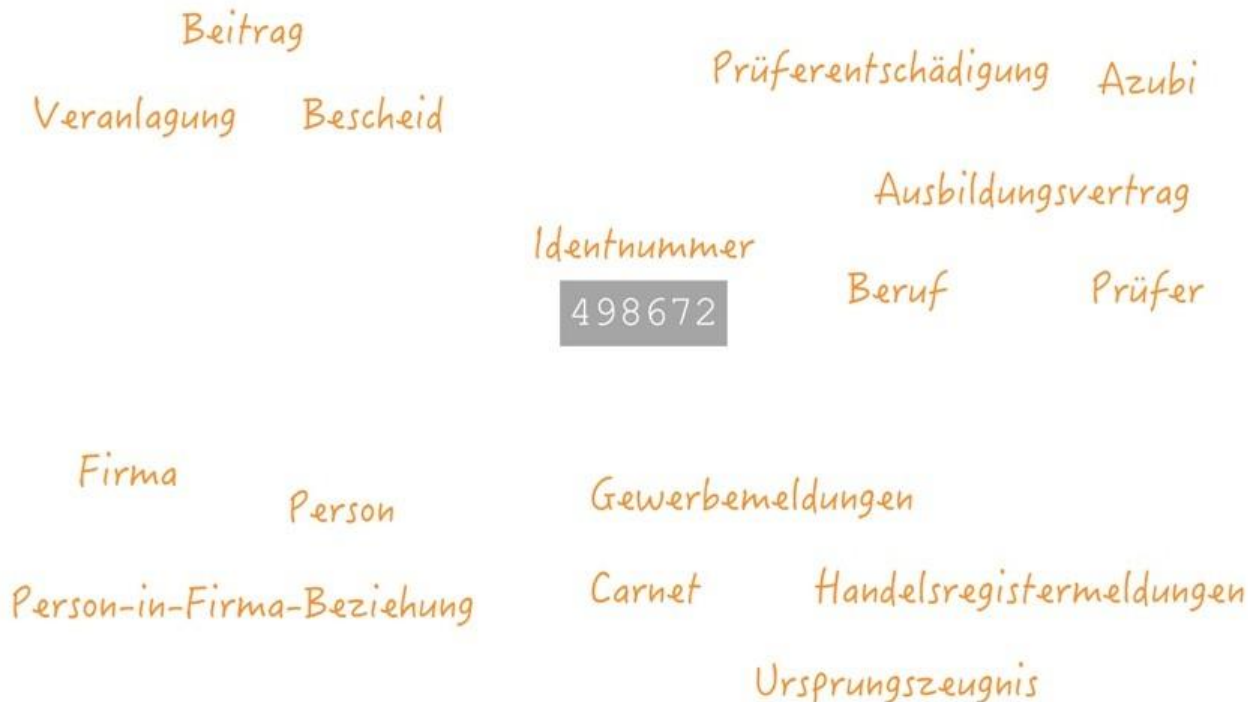 Beitrag
Veranlagung Bescheid
Prüferentschädigung Azubi
Ausbildungsvertrag
Beruf Prüfer
Identnummer
498672
Firma
Person
Person-in-Firma-Beziehung
Gewerbemeldungen
Carnet Handelsregistermeldungen
Ursprungszeugnis